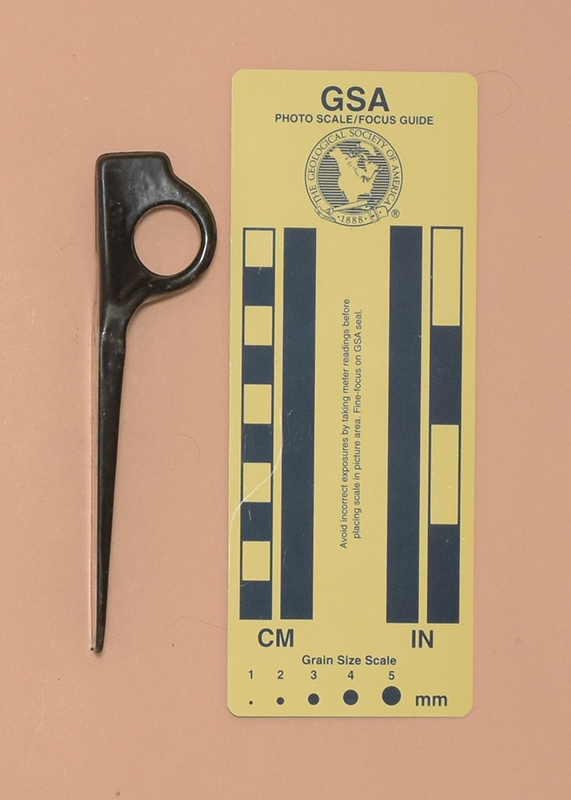 GSA
PHOTO SCALE/FOCUS GUIDE
THE GEOLOGICAL SOCIETY OF AMERICA
·1888·
®
Avoid incorrect exposures by taking meter readings before
placing scale in picture area. Fine-focus on GSA seal.
CM IN
Grain Size Scale
1 2 3 4 5
mm